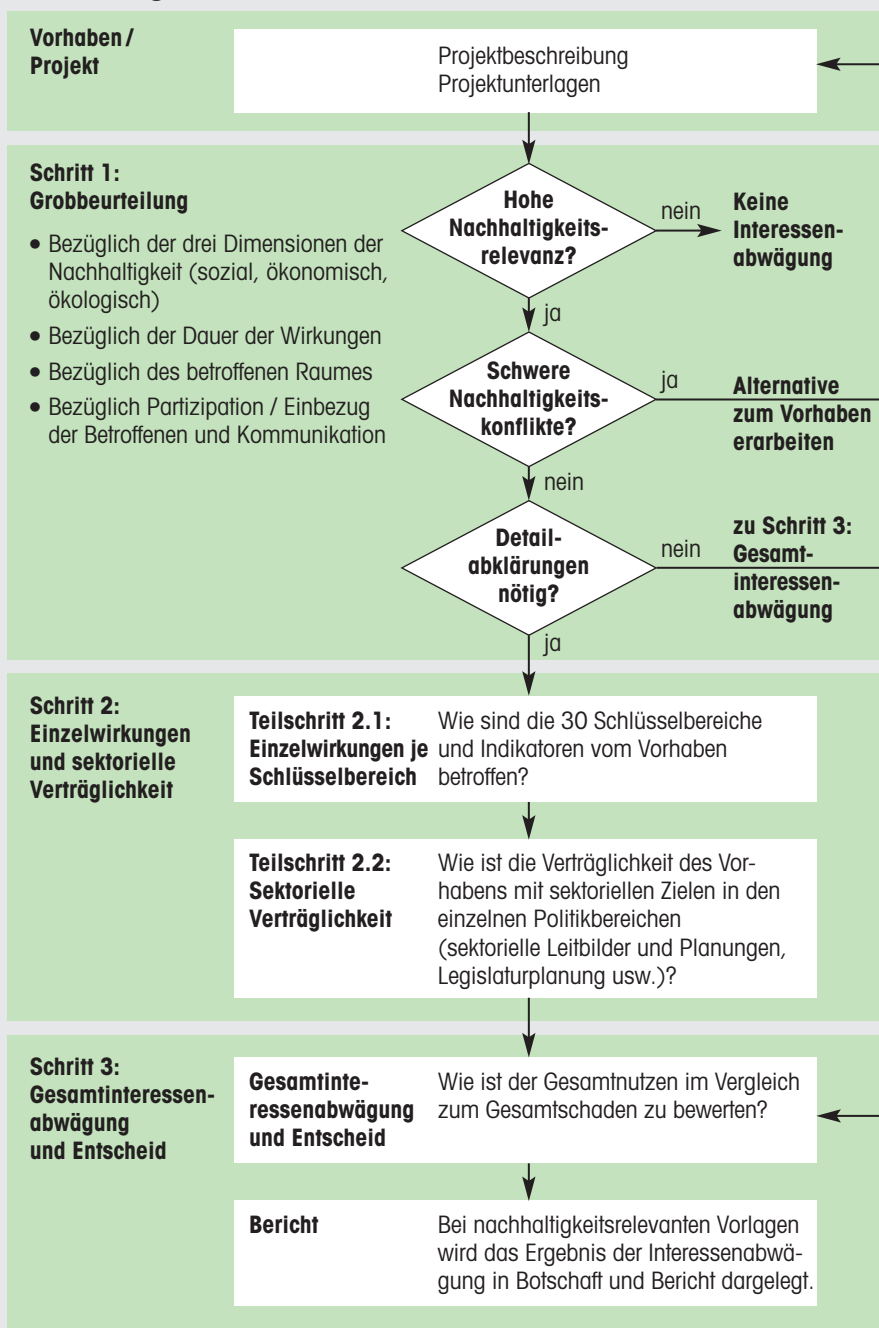 Vorhaben /
Projekt
Projektbeschreibung
Projektunterlagen
Schritt 1:
Grobbeurteilung
• Bezüglich der drei Dimensionen der
Nachhaltigkeit (sozial, ökonomisch,
ökologisch)
• Bezüglich der Dauer der Wirkungen
• Bezüglich des betroffenen Raumes
• Bezüglich Partizipation / Einbezug
der Betroffenen und Kommunikation
Hohe
Nachhaltigkeits-
relevanz?
nein
Keine
Interessen-
abwägung
ja
Schwere
Nachhaltigkeits-
konflikte?
ja
Alternative
zum Vorhaben
erarbeiten
nein
Detail-
abklärungen
nötig?
nein
zu Schritt 3:
Gesamt-
interessen-
abwägung
ja
Schritt 2:
Einzelwirkungen
und sektorielle
Verträglichkeit
Teilschritt 2.1:
Einzelwirkungen je
Schlüsselbereich
Wie sind die 30 Schlüsselbereiche
und Indikatoren vom Vorhaben
betroffen?
Teilschritt 2.2:
Sektorielle
Verträglichkeit
Wie ist die Verträglichkeit des Vor-
habens mit sektoriellen Zielen in den
einzelnen Politikbereichen
(sektorielle Leitbilder und Planungen,
Legislaturplanung usw.)?
Schritt 3:
Gesamtinteressen-
abwägung
und Entscheid
Gesamtinte-
ressenabwägung
und Entscheid
Wie ist der Gesamtnutzen im Vergleich
zum Gesamtschaden zu bewerten?
Bericht
Bei nachhaltigkeitsrelevanten Vorlagen
wird das Ergebnis der Interessenabwä-
gung in Botschaft und Bericht dargelegt.